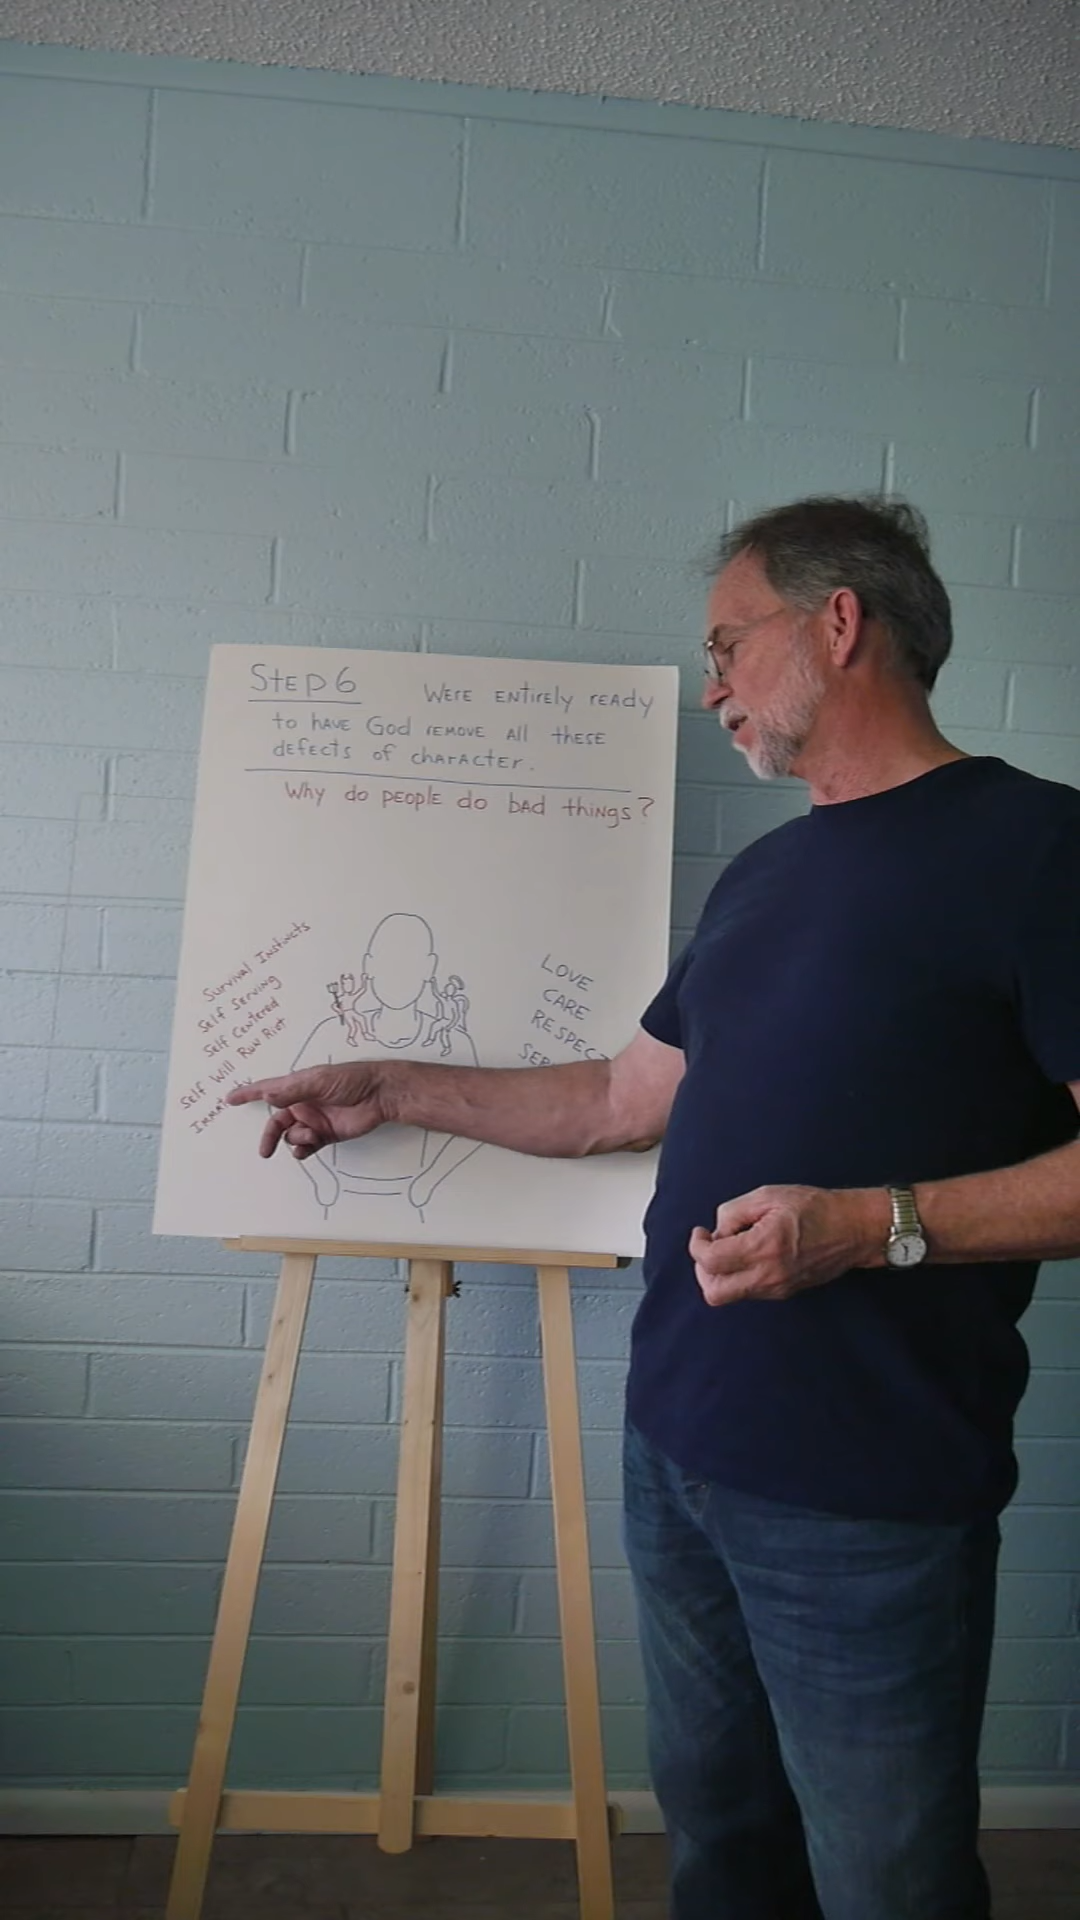 Step 6 Were entirely ready
to have God remove all these
defects of character.
Why do people do bad things?
Survival Instincts
Self Serving
Self Centered
Self Will Run Riot
LOVE
CARE
RESPECT